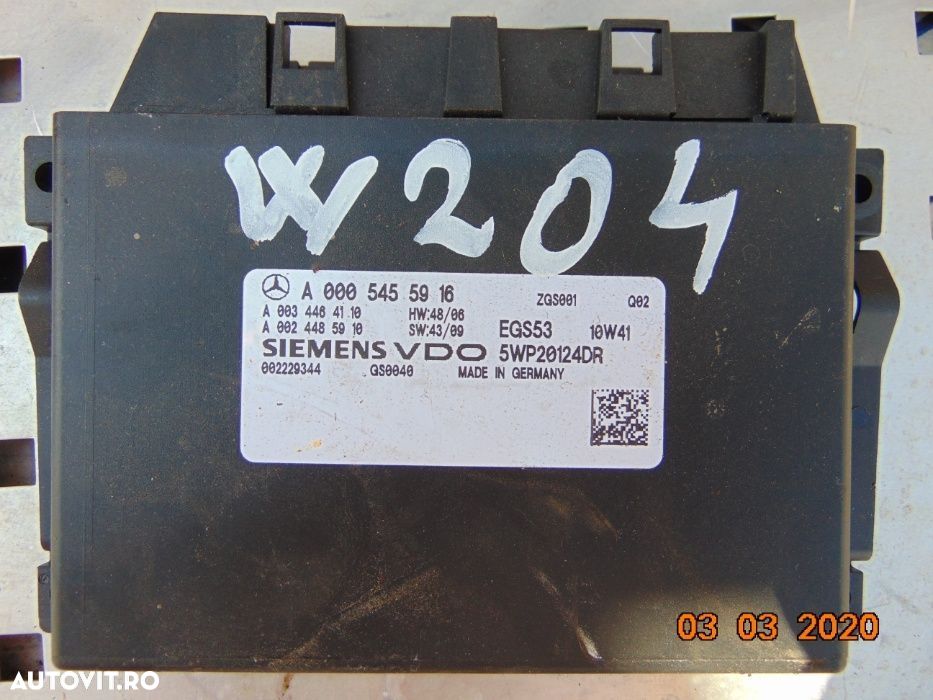 W204
A 000 545 59 16
ZGS001 Q02
A 003 446 41 10 HW:48/06
A 002 448 59 10 SW:43/09 EGS53 10W41
SIEMENS VDO 5WP20124DR
002229344 GS0040 MADE IN GERMANY
03 03 2020
AUTOVIT.RO